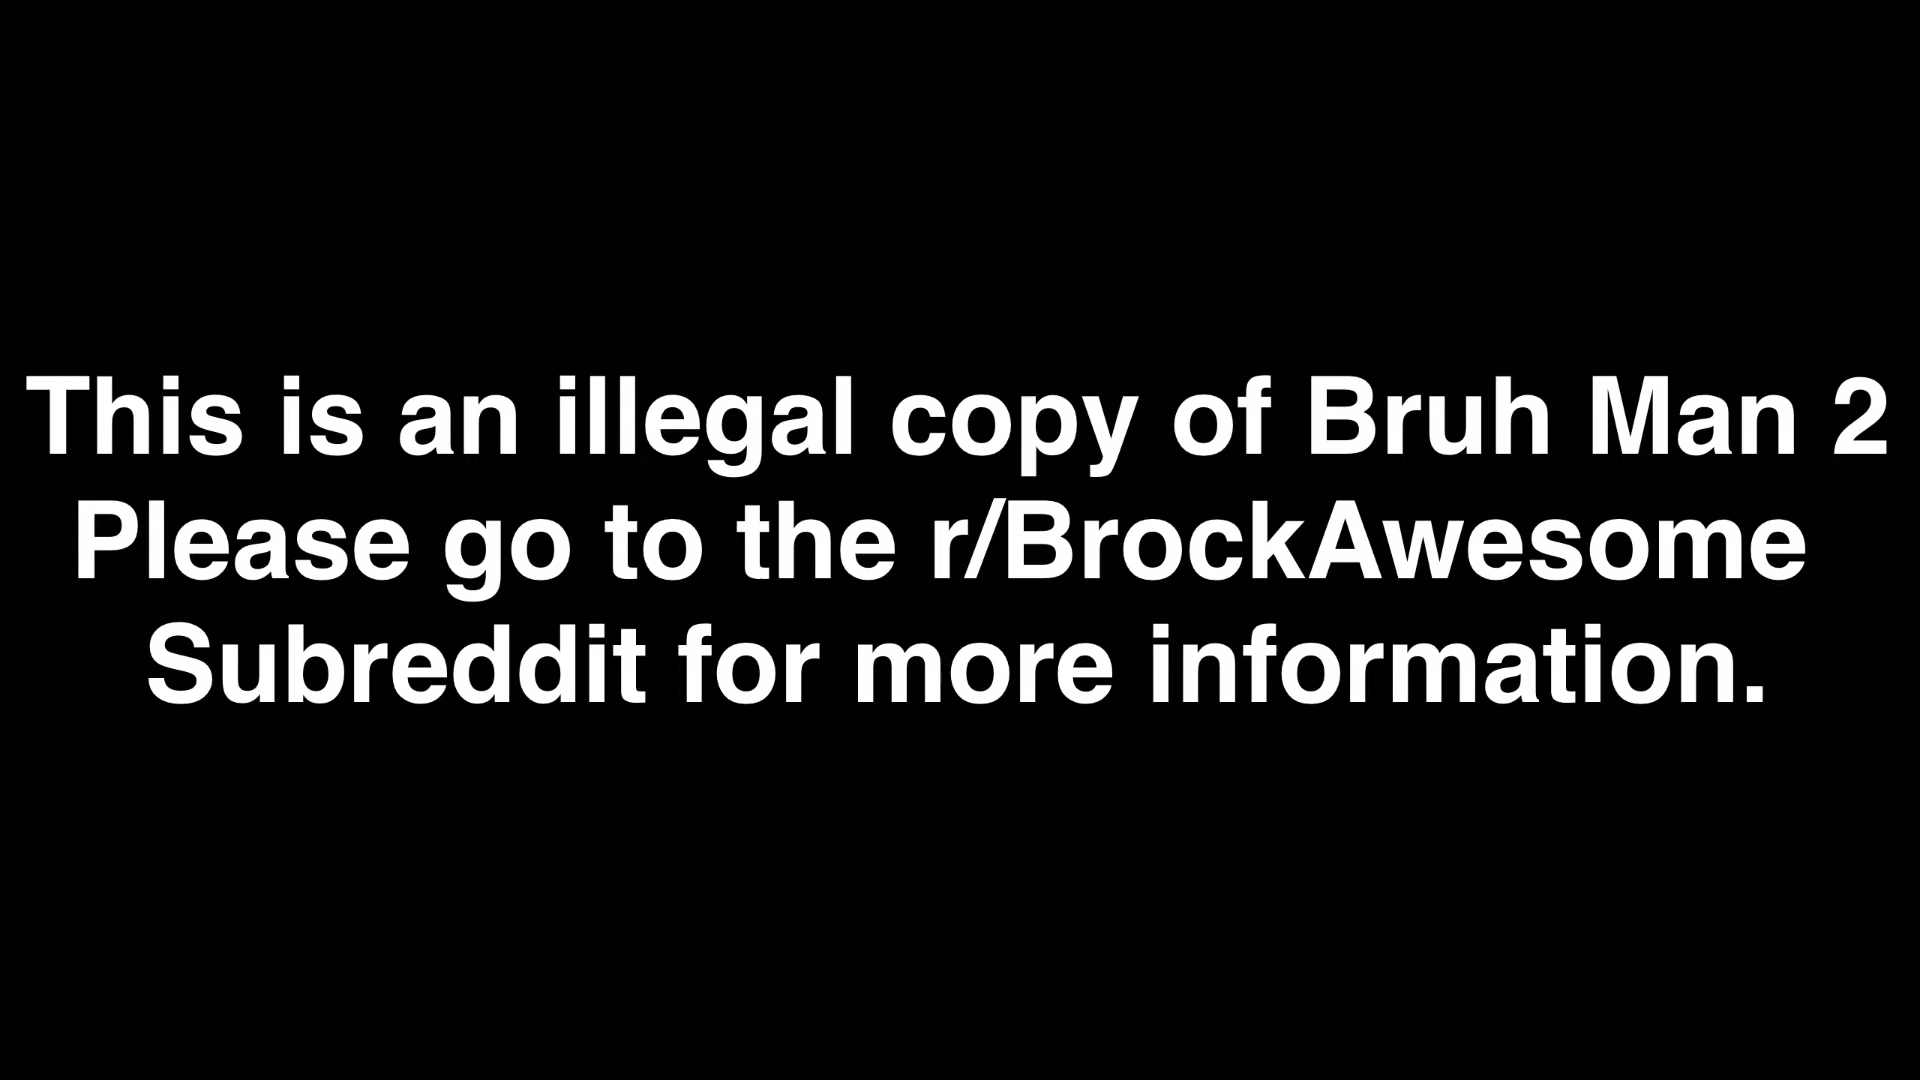 This is an illegal copy of Bruh Man 2
Please go to the r/BrockAwesome
Subreddit for more information.